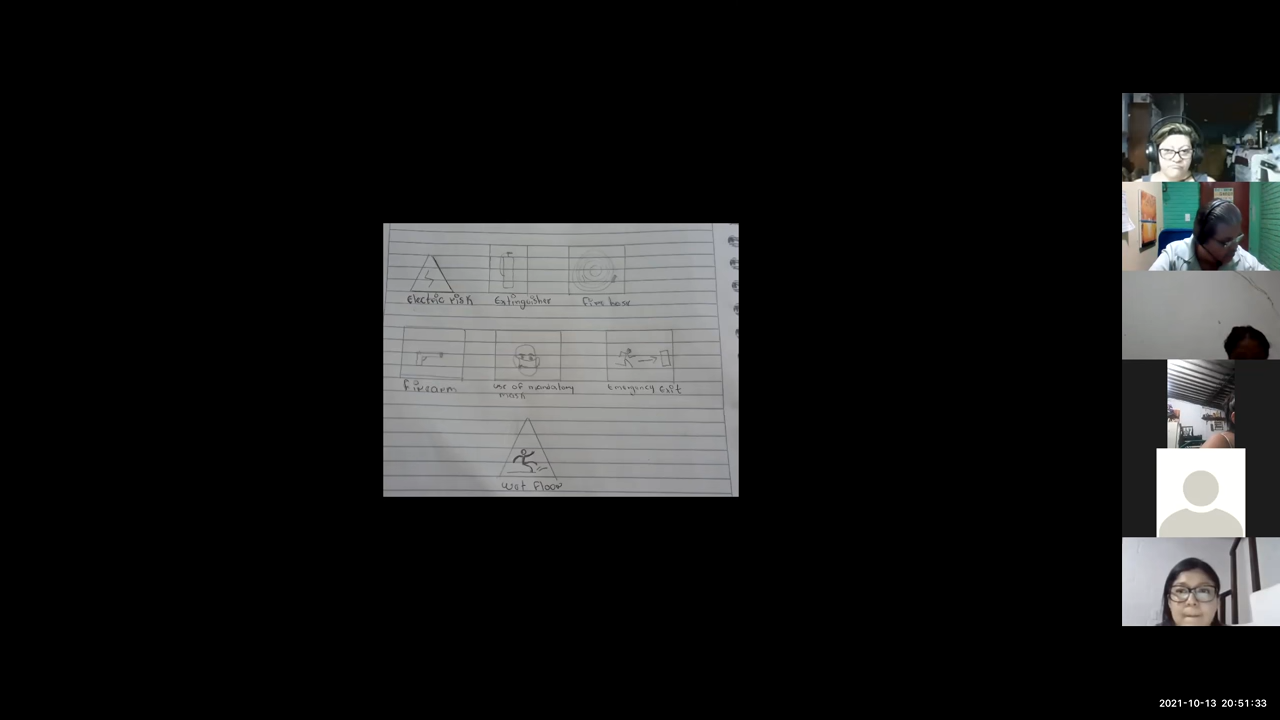 Electric risk Extinguisher fire hose
firearm use of mandatory Emergency Exit
mask
wet floor
2021-10-13 20:51:33